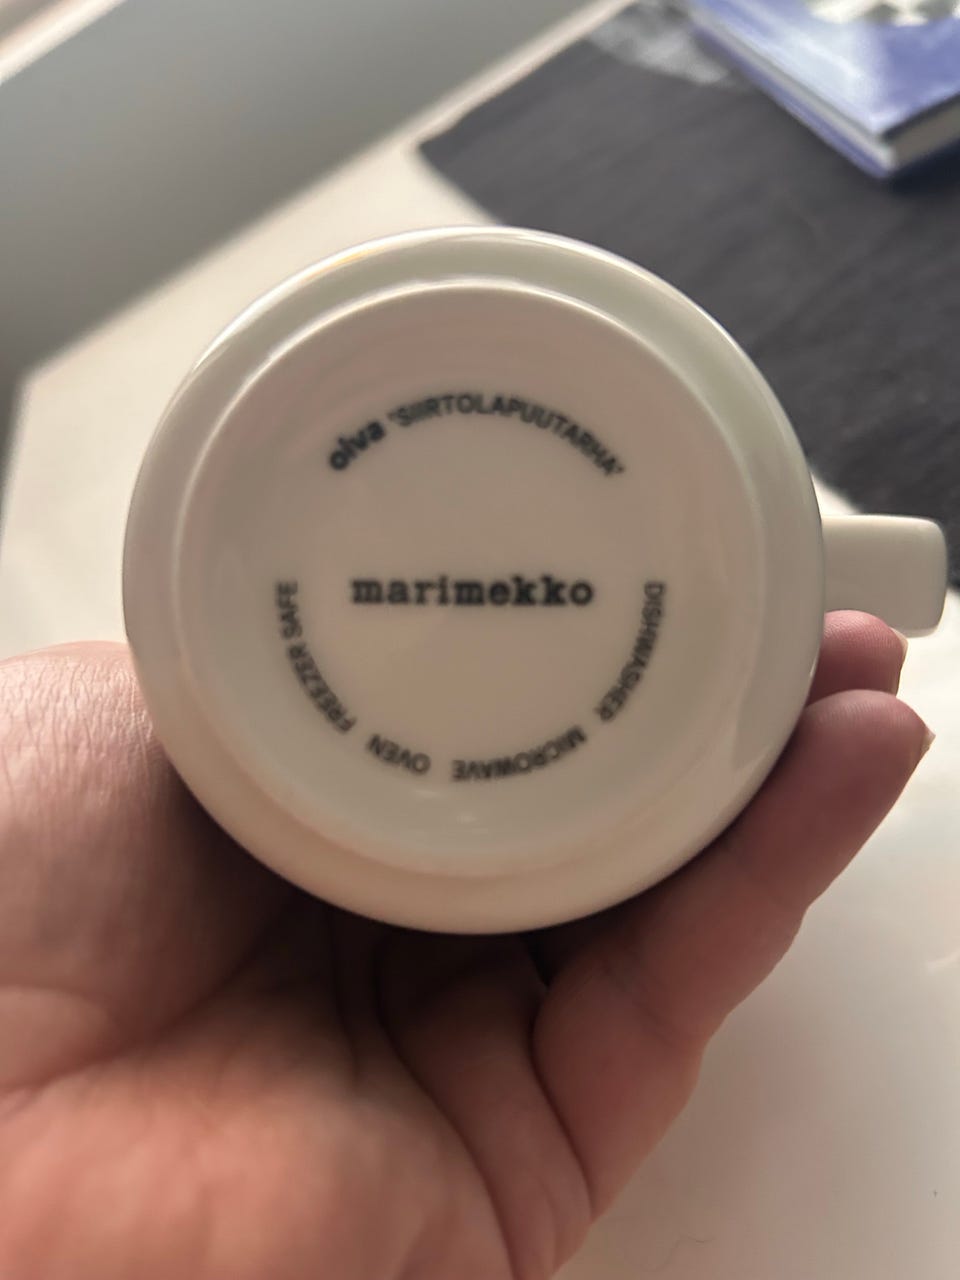 oiva 'SIIRTOLAPUUTARHA'
marimekko
DISHWASHER MICROWAVE OVEN FREEZER SAFE